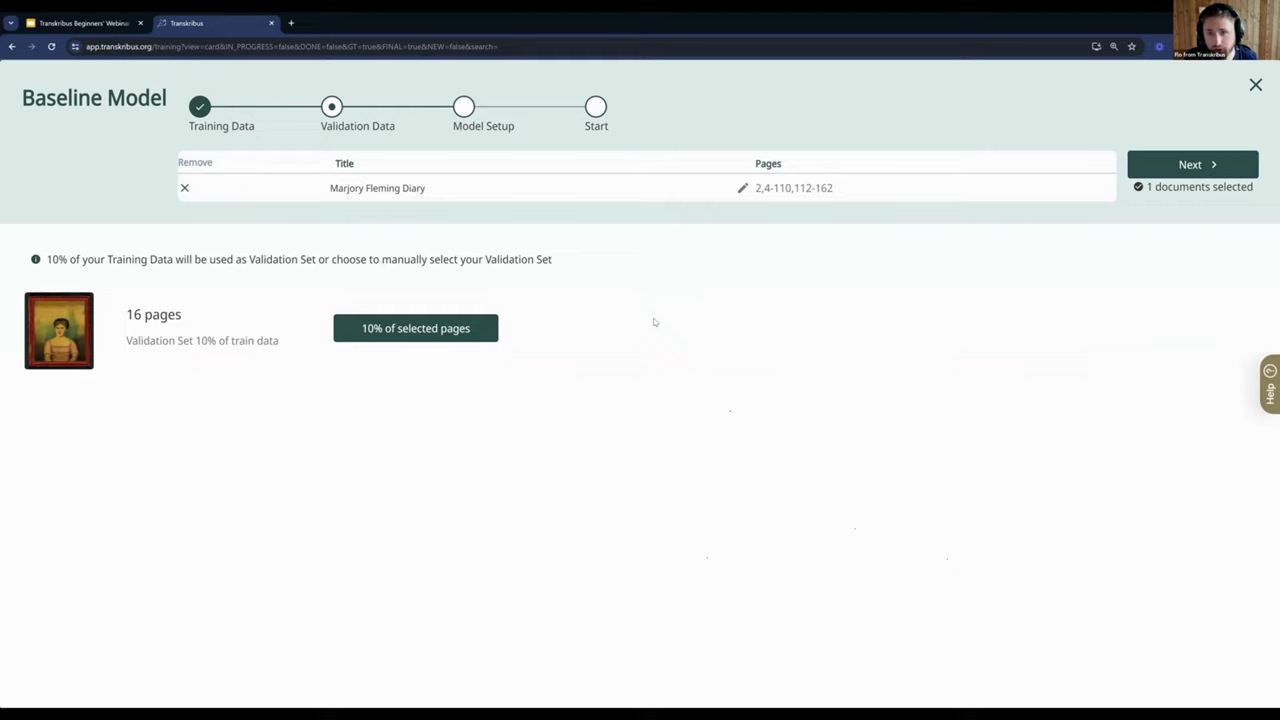 Transkribus Beginners' Webina
Transkribus
app.transkribus.org/training?view=card&IN_PROGRESS=false&DONE=false&GT=true&FINAL=true&NEW=false&search=
Flo from Transkribus
Baseline Model
Training Data
Validation Data
Model Setup
Start
Remove
Title
Pages
Next
Marjory Fleming Diary
2,4-110,112-162
1 documents selected
10% of your Training Data will be used as Validation Set or choose to manually select your Validation Set
16 pages
10% of selected pages
Validation Set 10% of train data
Help